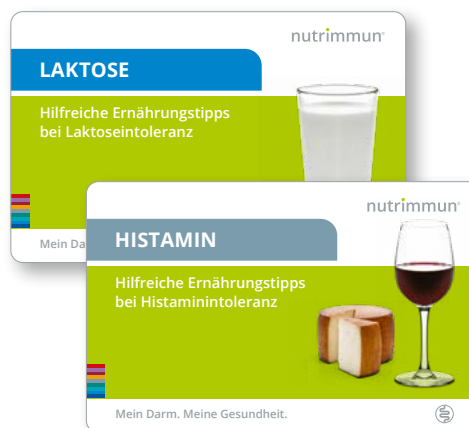 nutrimmun®
LAKTOSE
Hilfreiche Ernährungstipps
bei Laktoseintoleranz
Mein Da
nutrimmun®
HISTAMIN
Hilfreiche Ernährungstipps
bei Histaminintoleranz
Mein Darm. Meine Gesundheit.